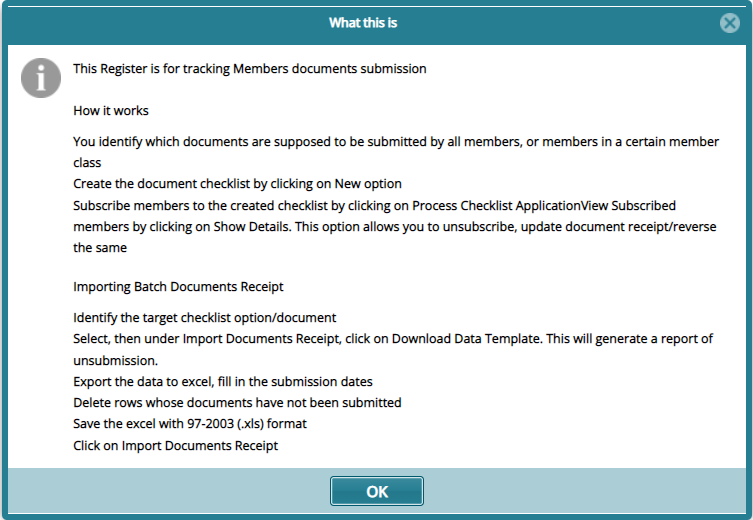 What this is
This Register is for tracking Members documents submission
How it works
You identify which documents are supposed to be submitted by all members, or members in a certain member
class
Create the document checklist by clicking on New option
Subscribe members to the created checklist by clicking on Process Checklist ApplicationView Subscribed
members by clicking on Show Details. This option allows you to unsubscribe, update document receipt/reverse
the same
Importing Batch Documents Receipt
Identify the target checklist option/document
Select, then under Import Documents Receipt, click on Download Data Template. This will generate a report of
unsubmission.
Export the data to excel, fill in the submission dates
Delete rows whose documents have not been submitted
Save the excel with 97-2003 (.xls) format
Click on Import Documents Receipt
OK